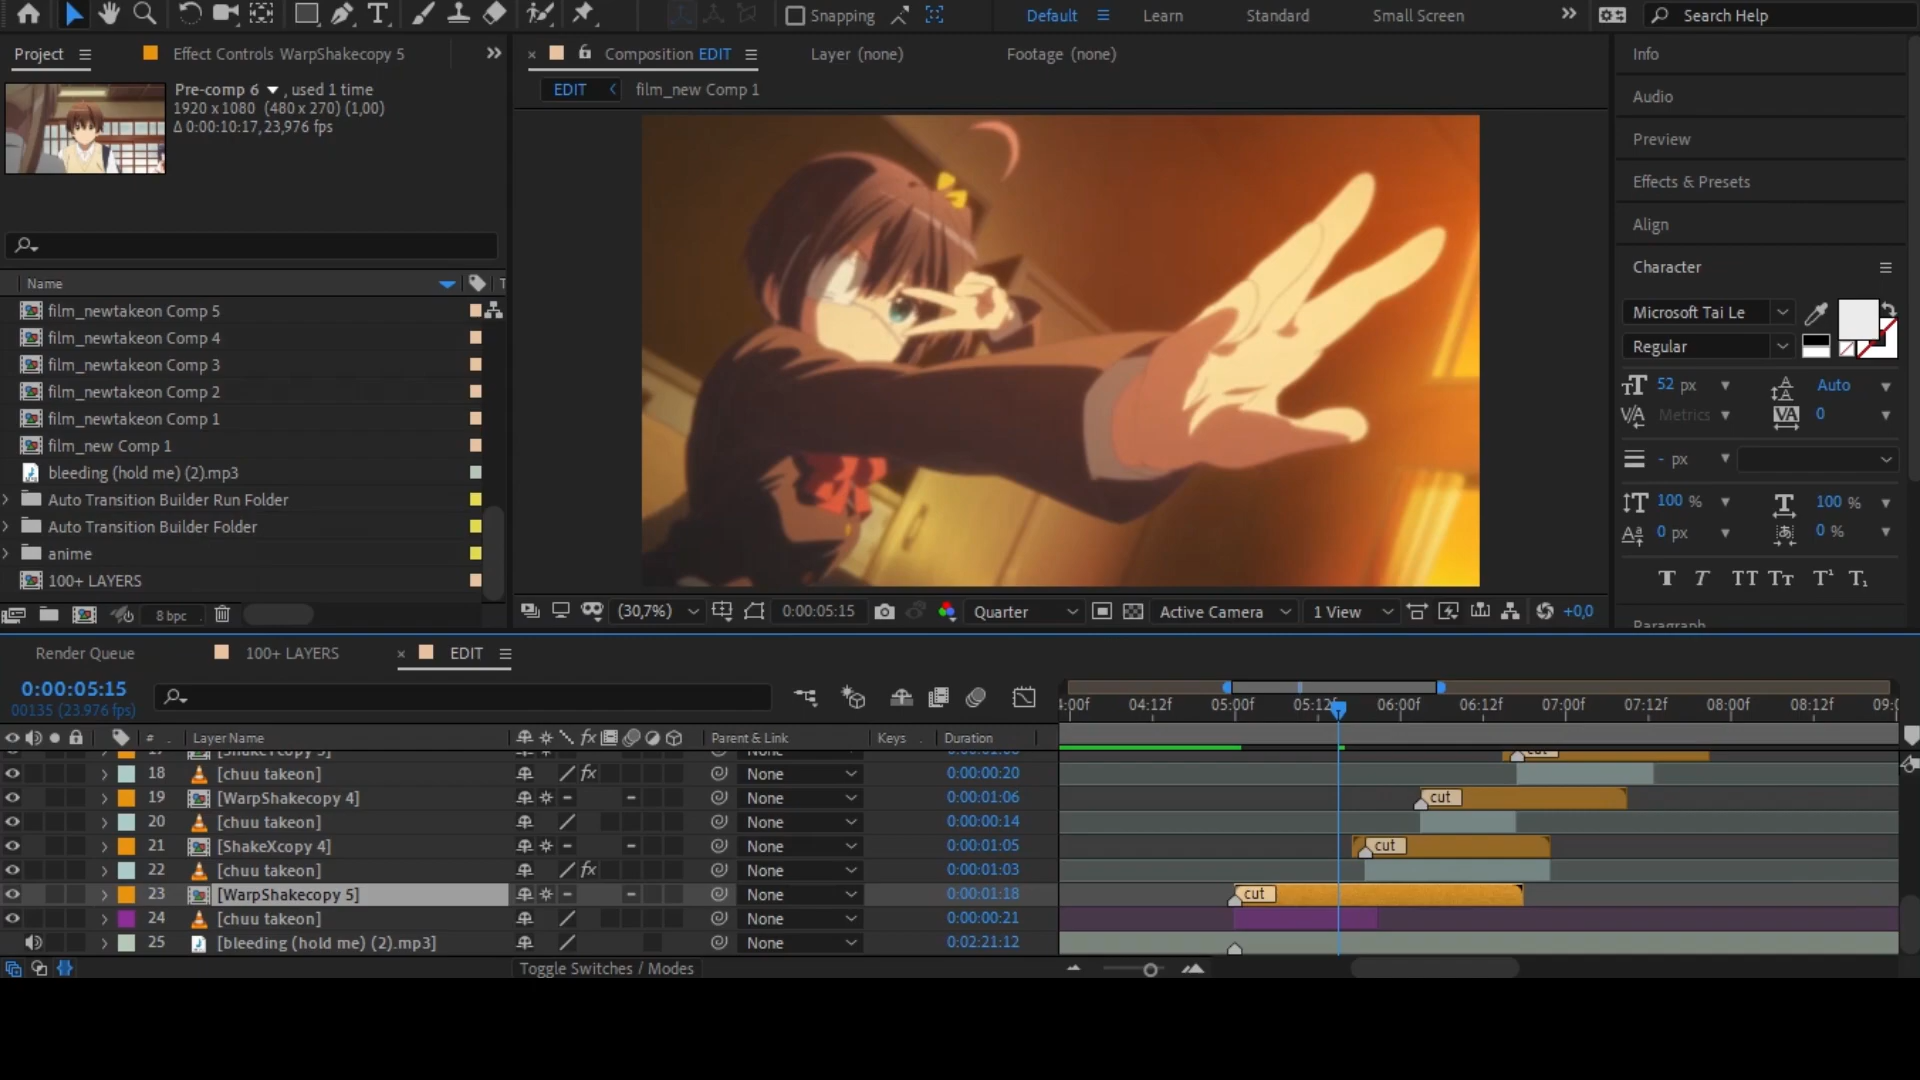 Snapping
Default
Learn
Standard
Small Screen
Search Help
Project
Effect Controls WarpShakecopy 5
Composition EDIT
Layer (none)
Footage (none)
EDIT
film_new Comp 1
Pre-comp 6 , used 1 time
1920 x 1080 (480 x 270) (1,00)
Δ 0:00:10:17, 23,976 fps
Info
Audio
Preview
Effects & Presets
Align
Character
Microsoft Tai Le
Regular
52 px
Auto
Metrics
0
- px
100 %
100 %
0 px
0 %
Paragraph
Name
T
film_newtakeon Comp 5
film_newtakeon Comp 4
film_newtakeon Comp 3
film_newtakeon Comp 2
film_newtakeon Comp 1
film_new Comp 1
bleeding (hold me) (2).mp3
Auto Transition Builder Run Folder
Auto Transition Builder Folder
anime
100+ LAYERS
8 bpc
(30,7%)
0:00:05:15
Quarter
Active Camera
1 View
+0,0
Render Queue
100+ LAYERS
EDIT
0:00:05:15
00135 (23.976 fps)
:00f
04:12f
05:00f
05:12f
06:00f
06:12f
07:00f
07:12f
08:00f
08:12f
09:0
#
Layer Name
fx
Parent & Link
Keys
Duration
18 [chuu takeon] fx None 0:00:00:20
19 [WarpShakecopy 4] None 0:00:01:06 cut
20 [chuu takeon] None 0:00:00:14
21 [ShakeXcopy 4] None 0:00:01:05 cut
22 [chuu takeon] fx None 0:00:01:03
23 [WarpShakecopy 5] None 0:00:01:18 cut
24 [chuu takeon] None 0:00:00:21
25 [bleeding (hold me) (2).mp3] None 0:02:21:12
Toggle Switches / Modes